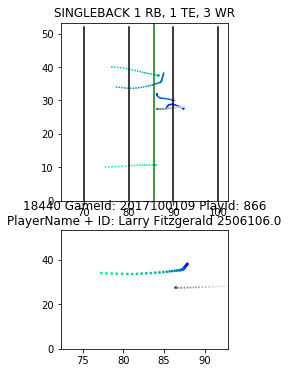 SINGLEBACK 1 RB, 1 TE, 3 WR
50
40
30
20
10
0
70 80 90 100
18440 GameId: 2017100109 PlayId: 866
PlayerName + ID: Larry Fitzgerald 2506106.0
40
20
0
75 80 85 90